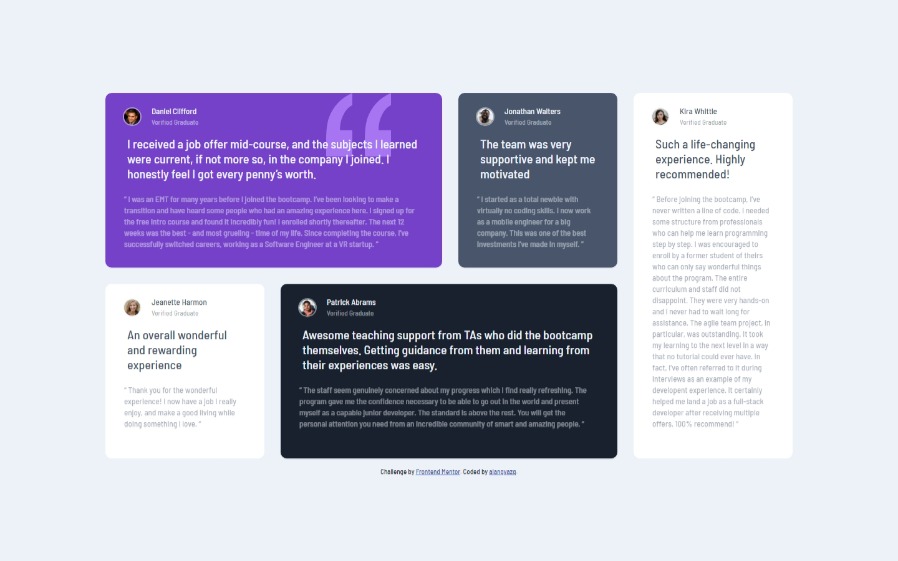 Daniel Clifford
Verified Graduate
I received a job offer mid-course, and the subjects I learned
were current, if not more so, in the company I joined. I
honestly feel I got every penny's worth.
" I was an EMT for many years before I joined the bootcamp. I've been looking to make a
transition and have heard some people who had an amazing experience here. I signed up for
the free intro course and found it incredibly fun! I enrolled shortly thereafter. The next 12
weeks was the best - and most grueling - time of my life. Since completing the course, I've
successfully switched careers, working as a Software Engineer at a VR startup. "
Jonathan Walters
Verified Graduate
The team was very
supportive and kept me
motivated
" I started as a total newbie with
virtually no coding skills. I now work
as a mobile engineer for a big
company. This was one of the best
investments I've made in myself. "
Kira Whittle
Verified Graduate
Such a life-changing
experience. Highly
recommended!
" Before joining the bootcamp, I've
never written a line of code. I needed
some structure from professionals
who can help me learn programming
step by step. I was encouraged to
enroll by a former student of theirs
who can only say wonderful things
about the program. The entire
curriculum and staff did not
disappoint. They were very hands-on
and I never had to wait long for
assistance. The agile team project, in
particular, was outstanding. It took
my learning to the next level in a way
that no tutorial could ever have. In
fact, I've often referred to it during
interviews as an example of my
developent experience. It certainly
helped me land a job as a full-stack
developer after receiving multiple
offers. 100% recommend! "
Jeanette Harmon
Verified Graduate
An overall wonderful
and rewarding
experience
" Thank you for the wonderful
experience! I now have a job I really
enjoy, and make a good living while
doing something I love. "
Patrick Abrams
Verified Graduate
Awesome teaching support from TAs who did the bootcamp
themselves. Getting guidance from them and learning from
their experiences was easy.
" The staff seem genuinely concerned about my progress which I find really refreshing. The
program gave me the confidence necessary to be able to go out in the world and present
myself as a capable junior developer. The standard is above the rest. You will get the
personal attention you need from an incredible community of smart and amazing people. "
Challenge by Frontend Mentor. Coded by